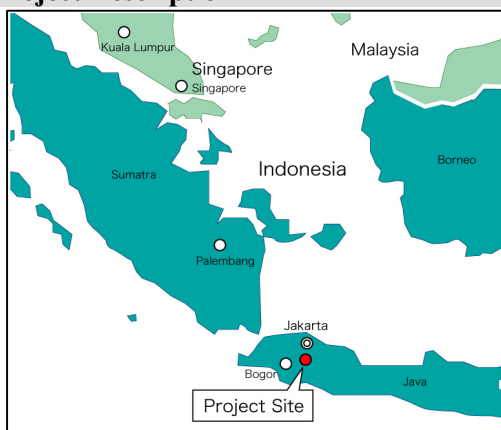 Kuala Lumpur
Malaysia
Singapore
Singapore
Indonesia
Borneo
Sumatra
Palembang
Jakarta
Bogor
Java
Project Site